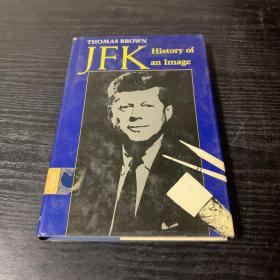 THOMAS BROWN
JFK
History of
an Image